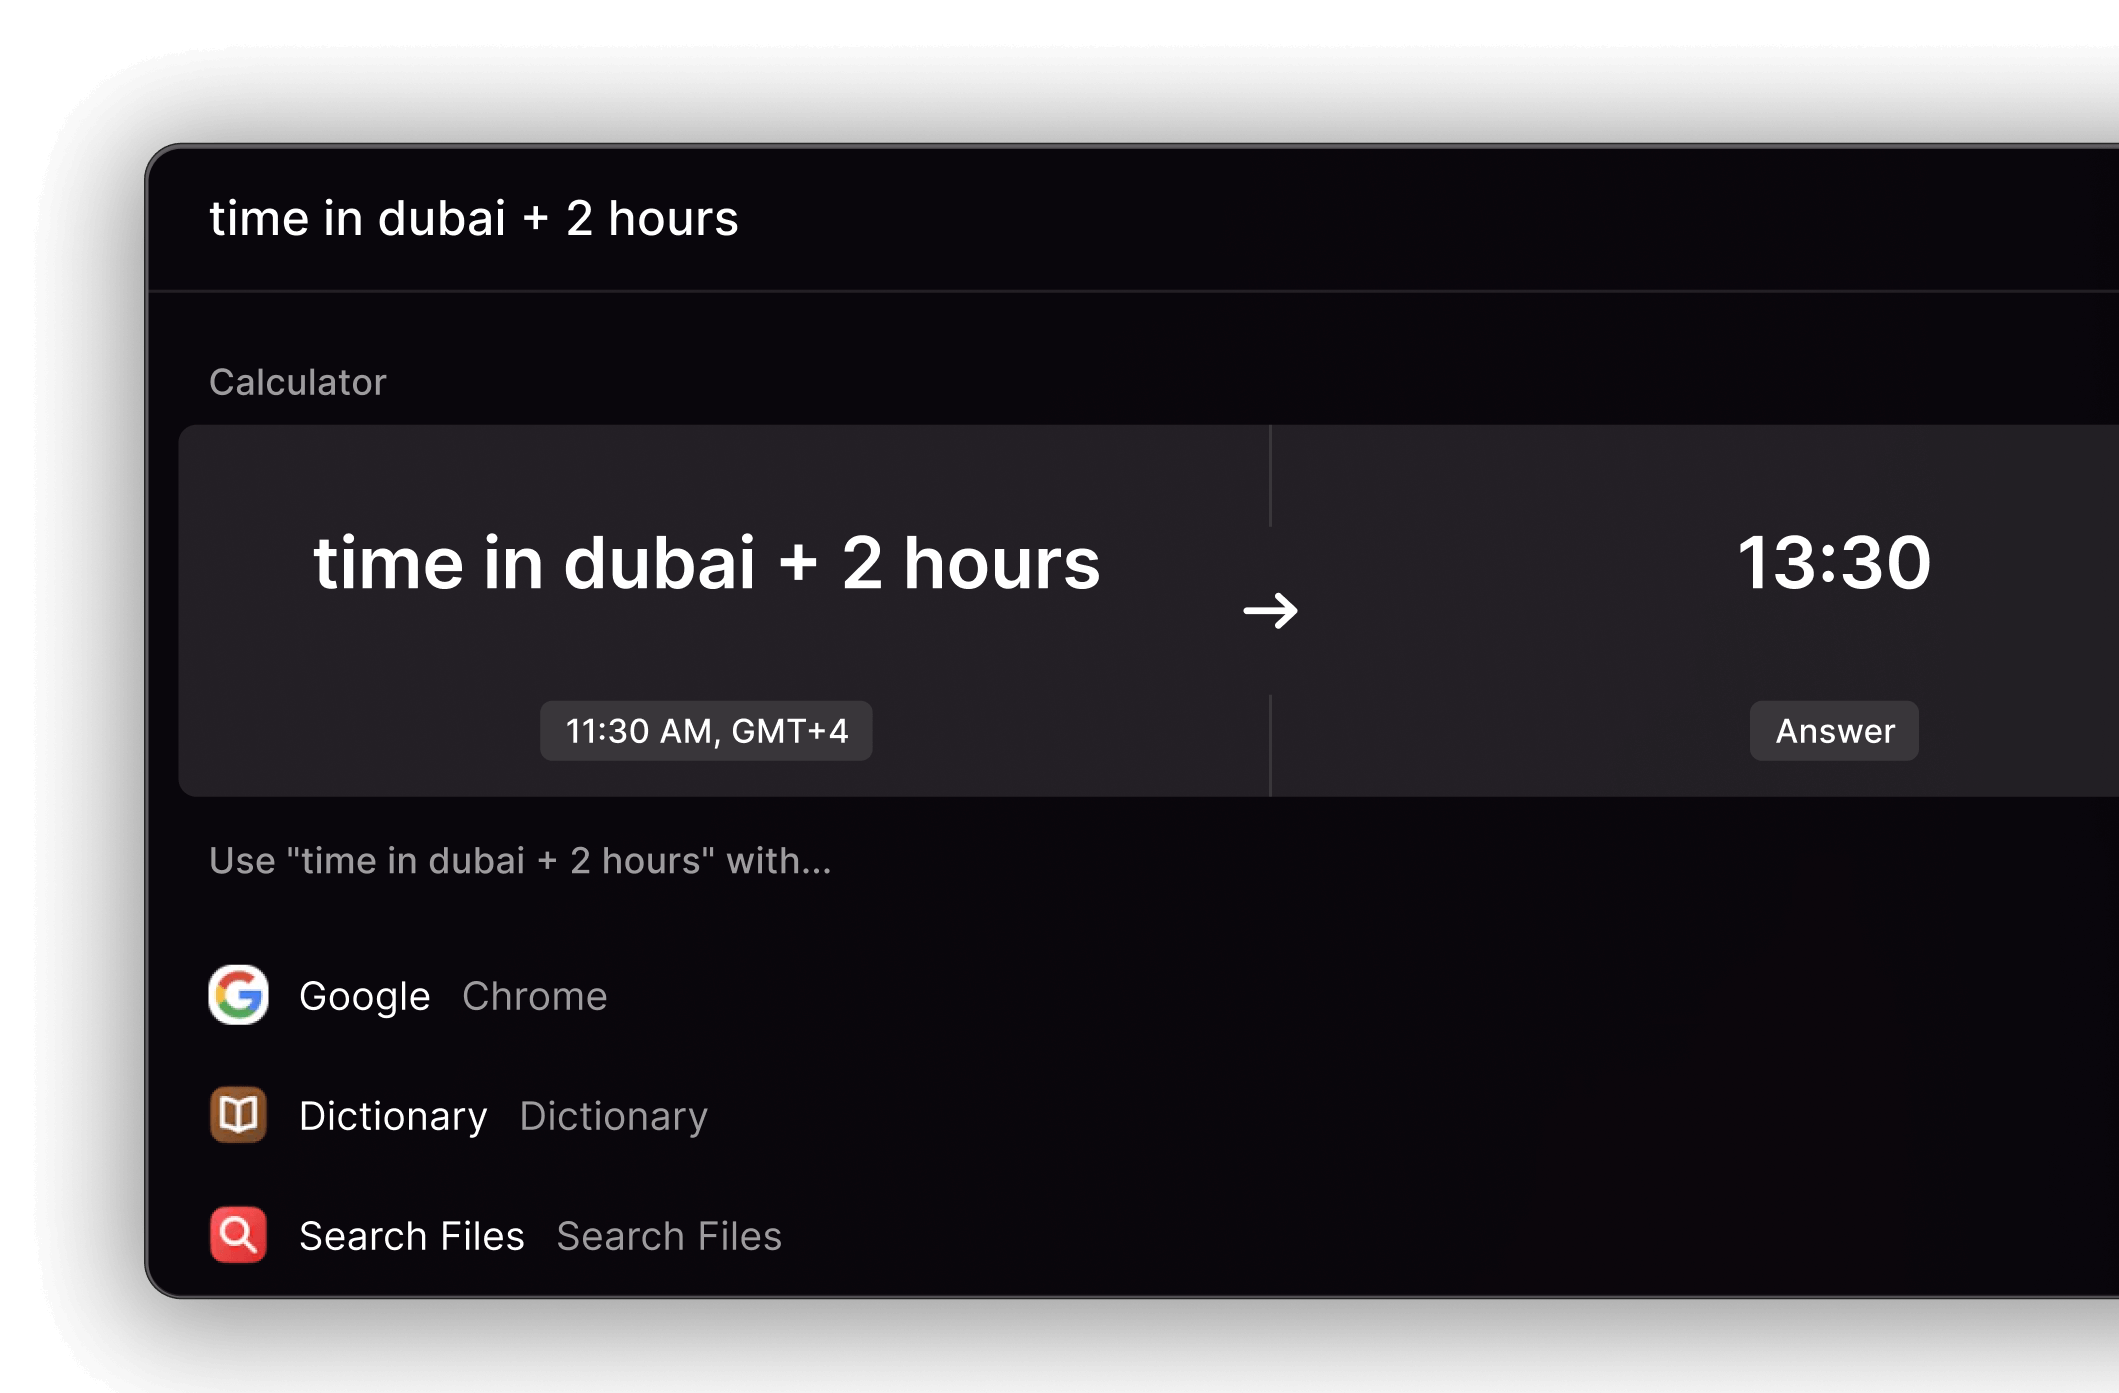 time in dubai + 2 hours
Calculator
time in dubai + 2 hours → 13:30
11:30 AM, GMT+4 Answer
Use "time in dubai + 2 hours" with...
Google Chrome
Dictionary Dictionary
Search Files Search Files